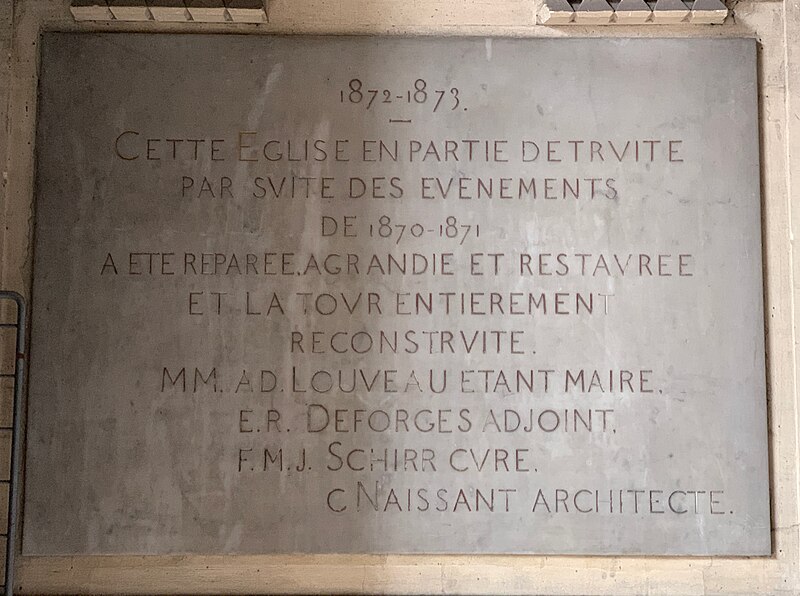 1872-1873.
CETTE EGLISE EN PARTIE DETRVITE
PAR SVITE DES EVENEMENTS
DE 1870-1871
A ETE REPAREE. AGRANDIE ET RESTAVREE
ET LA TOVR ENTIEREMENT
RECONSTRVITE.
MM. AD. LOUVEAU ETANT MAIRE.
E.R. DEFORGES ADJOINT.
F.M.J. SCHIRR CVRE.
C NAISSANT ARCHITECTE.